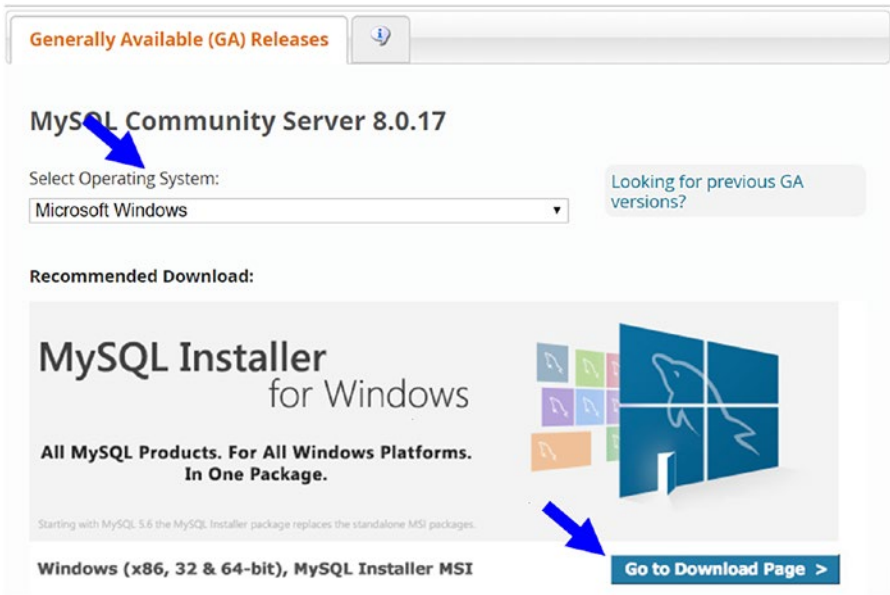 Generally Available (GA) Releases
MySQL Community Server 8.0.17
Select Operating System:
Microsoft Windows
Looking for previous GA
versions?
Recommended Download:
MySQL Installer
for Windows
All MySQL Products. For All Windows Platforms.
In One Package.
Starting with MySQL 5.6 the MySQL Installer package replaces the standalone MSI packages.
Windows (x86, 32 & 64-bit), MySQL Installer MSI
Go to Download Page >